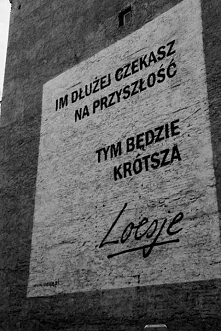 IM DŁUŻEJ CZEKASZ
NA PRZYSZŁOŚĆ
TYM BĘDZIE
KRÓTSZA
Loesje